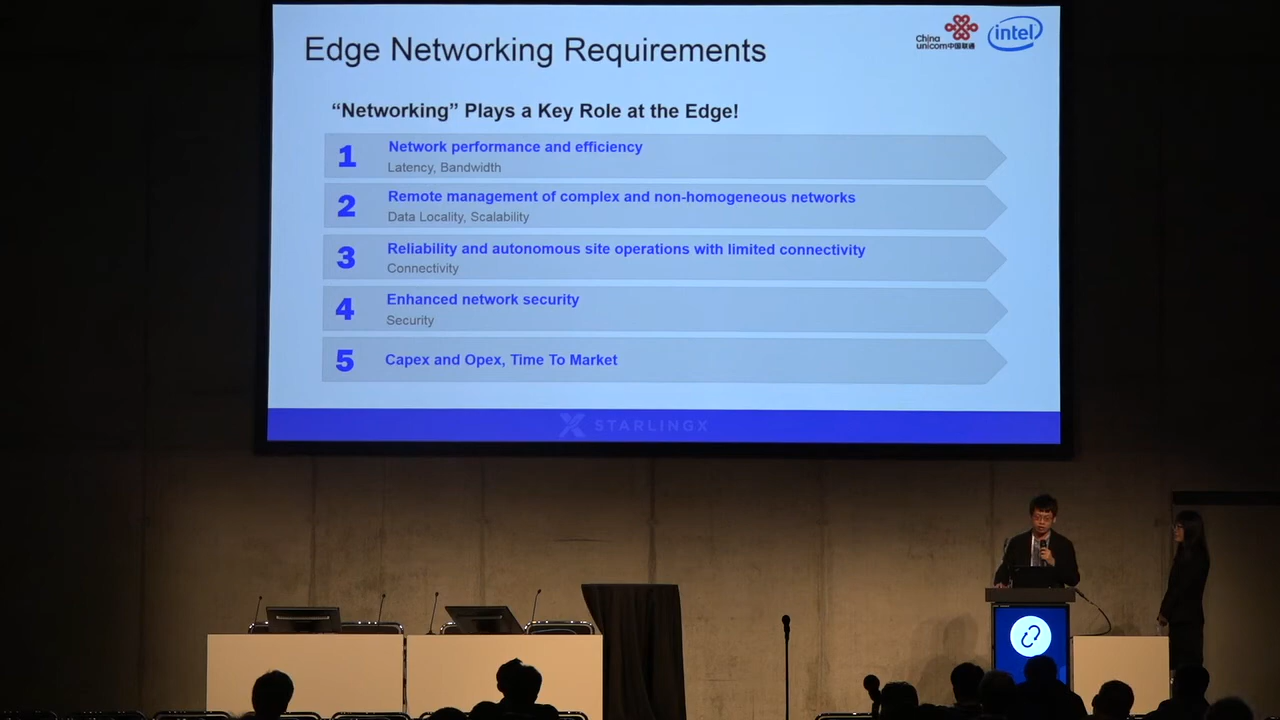 Edge Networking Requirements
China
unicom中国联通
intel
“Networking” Plays a Key Role at the Edge!
1 Network performance and efficiency
Latency, Bandwidth
2 Remote management of complex and non-homogeneous networks
Data Locality, Scalability
3 Reliability and autonomous site operations with limited connectivity
Connectivity
4 Enhanced network security
Security
5 Capex and Opex, Time To Market
STARLINGX